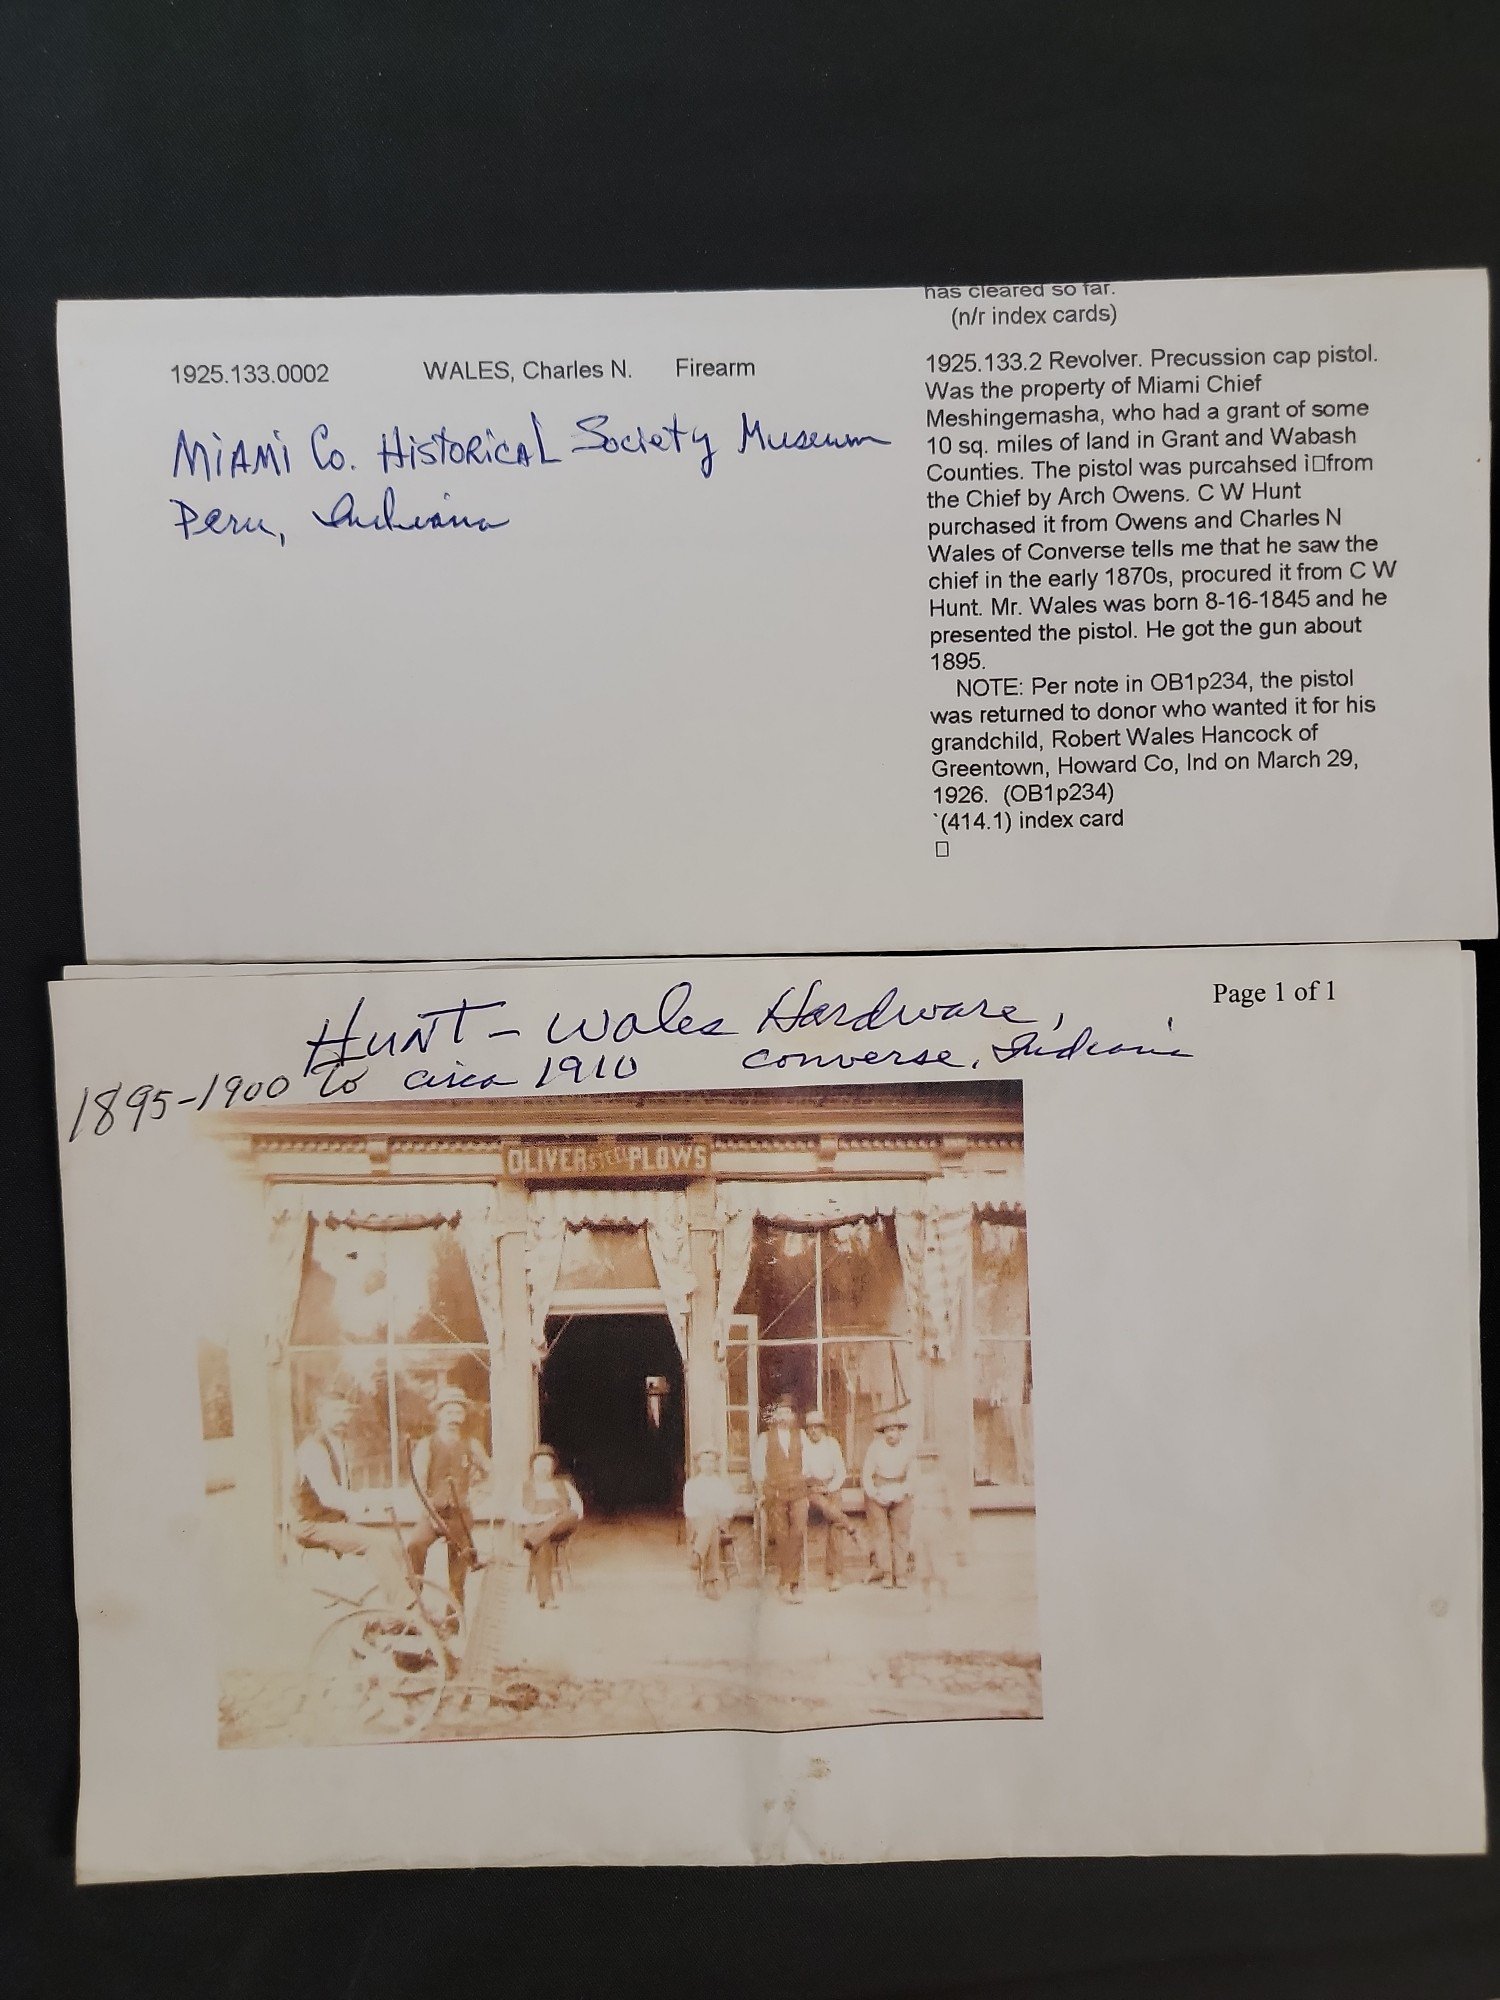 has cleared so far.
(n/r index cards)
1925.133.0002 WALES, Charles N. Firearm
MiAMi Co. HistoRicAL Society Museum
Peru, Indiana
1925.133.2 Revolver. Precussion cap pistol.
Was the property of Miami Chief
Meshingemasha, who had a grant of some
10 sq. miles of land in Grant and Wabash
Counties. The pistol was purcahsed ì□from
the Chief by Arch Owens. C W Hunt
purchased it from Owens and Charles N
Wales of Converse tells me that he saw the
chief in the early 1870s, procured it from C W
Hunt. Mr. Wales was born 8-16-1845 and he
presented the pistol. He got the gun about
1895.
NOTE: Per note in OB1p234, the pistol
was returned to donor who wanted it for his
grandchild, Robert Wales Hancock of
Greentown, Howard Co, Ind on March 29,
1926. (OB1p234)
`(414.1) index card
□
Page 1 of 1
HUNT - Wales Hardware,
1895-1900 to circa 1910 Converse, Indiana
OLIVER STEEL PLOWS